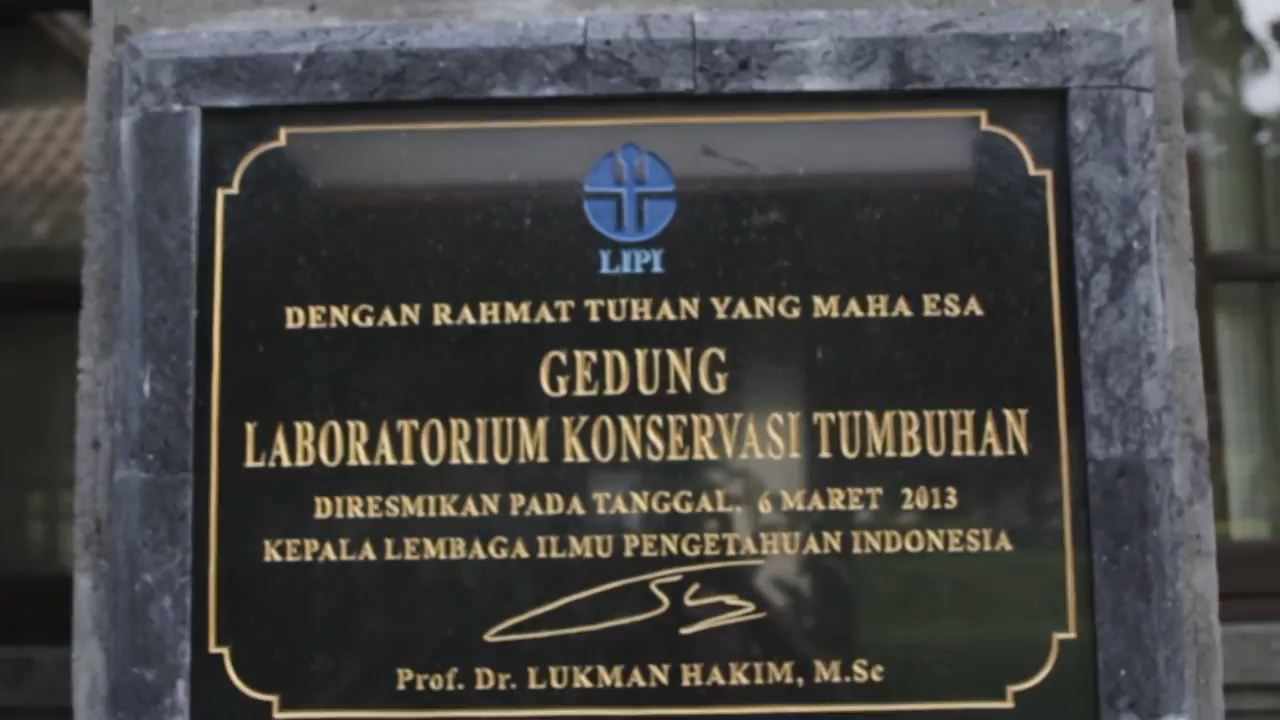 LIPI
DENGAN RAHMAT TUHAN YANG MAHA ESA
GEDUNG
LABORATORIUM KONSERVASI TUMBUHAN
DIRESMIKAN PADA TANGGAL. 6 MARET 2013
KEPALA LEMBAGA ILMU PENGETAHUAN INDONESIA
Prof. Dr. LUKMAN HAKIM, M.Sc